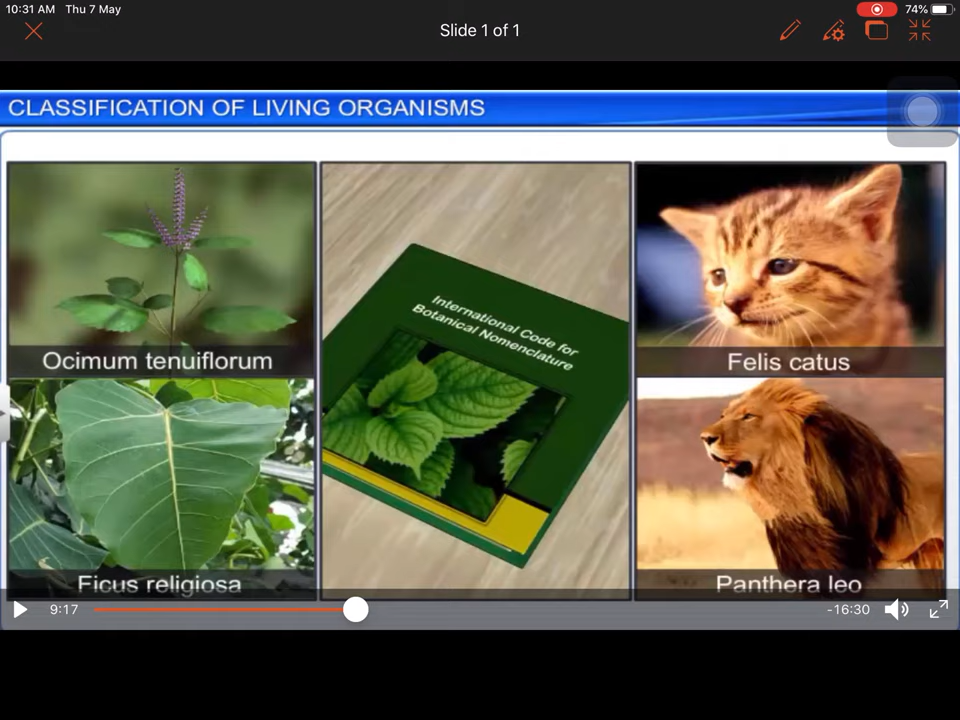 10:31 AM Thu 7 May
74%
Slide 1 of 1
CLASSIFICATION OF LIVING ORGANISMS
Ocimum tenuiflorum
International Code for
Botanical Nomenclature
Felis catus
Ficus religiosa
Panthera leo
9:17
-16:30